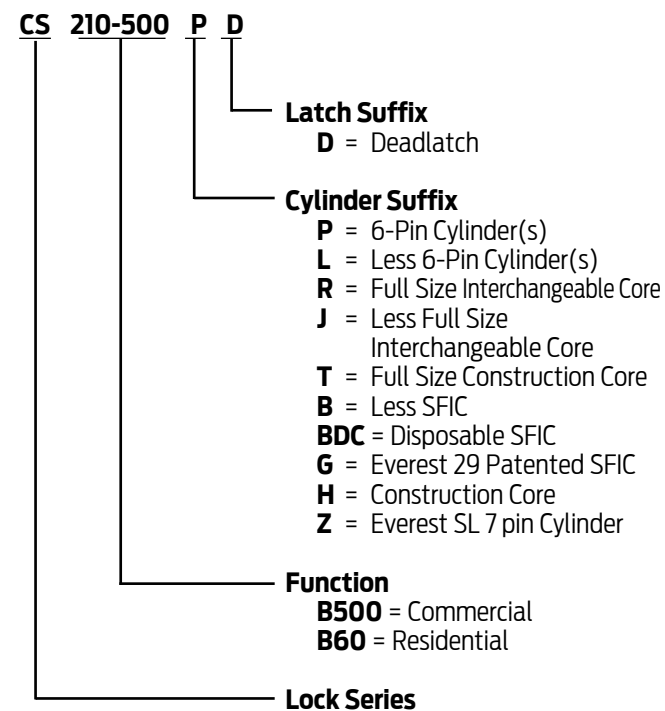 CS 210-500 P D
Latch Suffix
D = Deadlatch
Cylinder Suffix
P = 6-Pin Cylinder(s)
L = Less 6-Pin Cylinder(s)
R = Full Size Interchangeable Core
J = Less Full Size
Interchangeable Core
T = Full Size Construction Core
B = Less SFIC
BDC = Disposable SFIC
G = Everest 29 Patented SFIC
H = Construction Core
Z = Everest SL 7 pin Cylinder
Function
B500 = Commercial
B60 = Residential
Lock Series